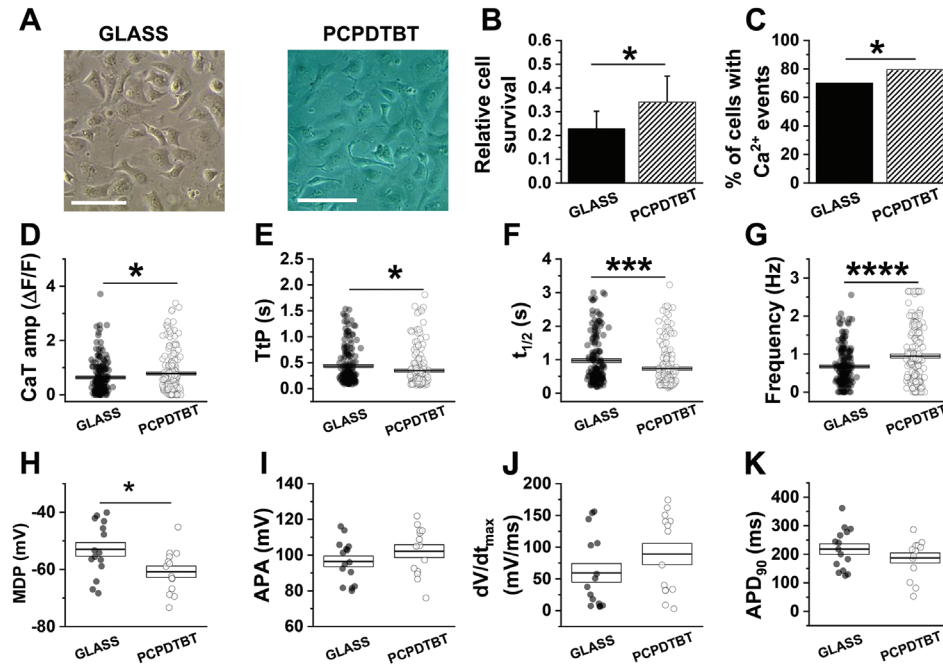 A
GLASS
PCPDTBT
B
Relative cell
survival
0.6
0.5
0.4
0.3
0.2
0.1
0.0
*
GLASS
PCPDTBT
C
% of cells with
Ca²⁺ events
100
80
60
40
20
0
*
GLASS
PCPDTBT
D
CaT amp (ΔF/F)
5
4
3
2
1
0
*
GLASS
PCPDTBT
E
TtP (s)
2.5
2.0
1.5
1.0
0.5
0.0
*
GLASS
PCPDTBT
F
t₁/₂ (s)
4
3
2
1
0
***
GLASS
PCPDTBT
G
Frequency (Hz)
3
2
1
0
****
GLASS
PCPDTBT
H
MDP (mV)
-40
-60
-80
*
GLASS
PCPDTBT
I
APA (mV)
140
120
100
80
60
GLASS
PCPDTBT
J
dV/dtₘₐₓ
(mV/ms)
200
150
100
50
0
GLASS
PCPDTBT
K
APD₉₀ (ms)
500
400
300
200
100
0
GLASS
PCPDTBT